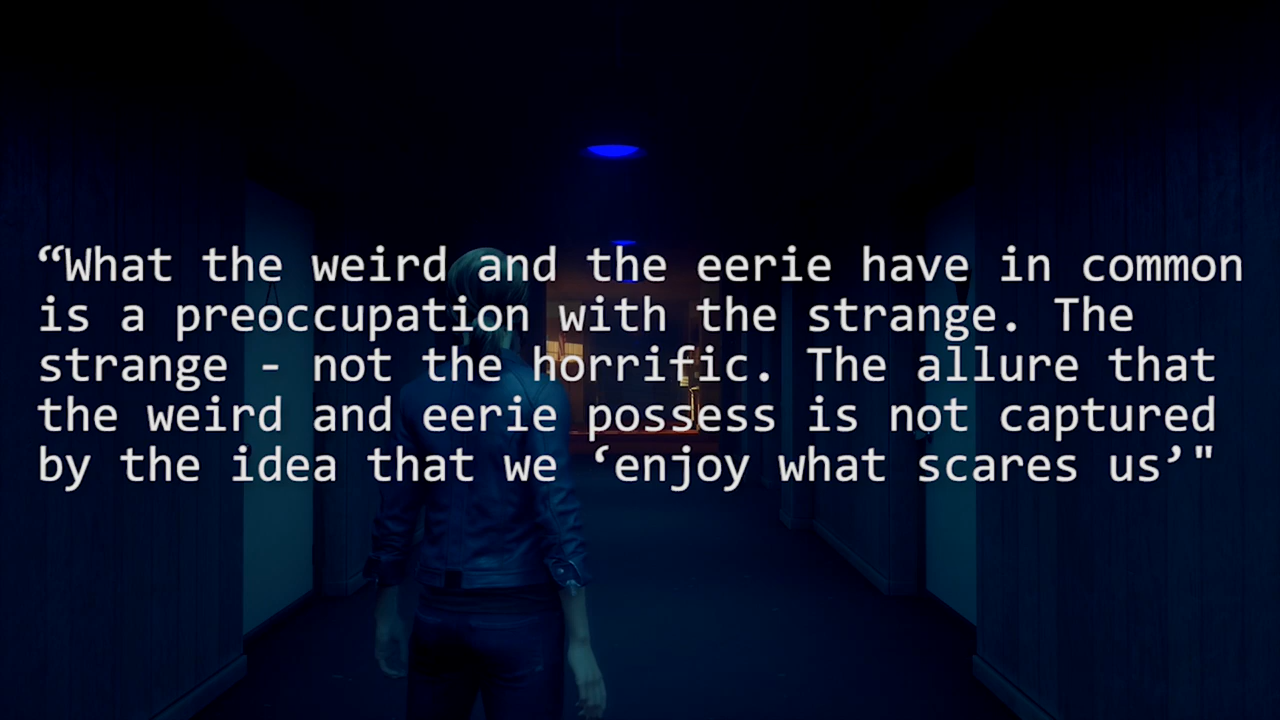 “What the weird and the eerie have in common
is a preoccupation with the strange. The
strange - not the horrific. The allure that
the weird and eerie possess is not captured
by the idea that we ‘enjoy what scares us’"